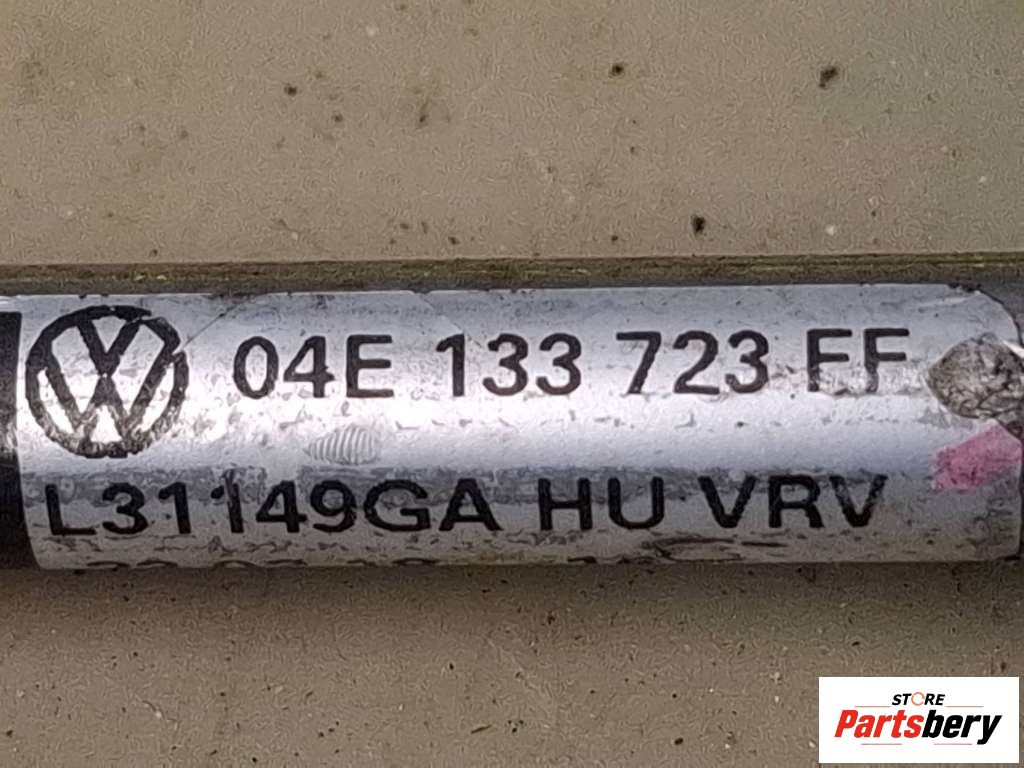 04E 133 723 FF
L31149GA HU VRV
STORE
Partsbery